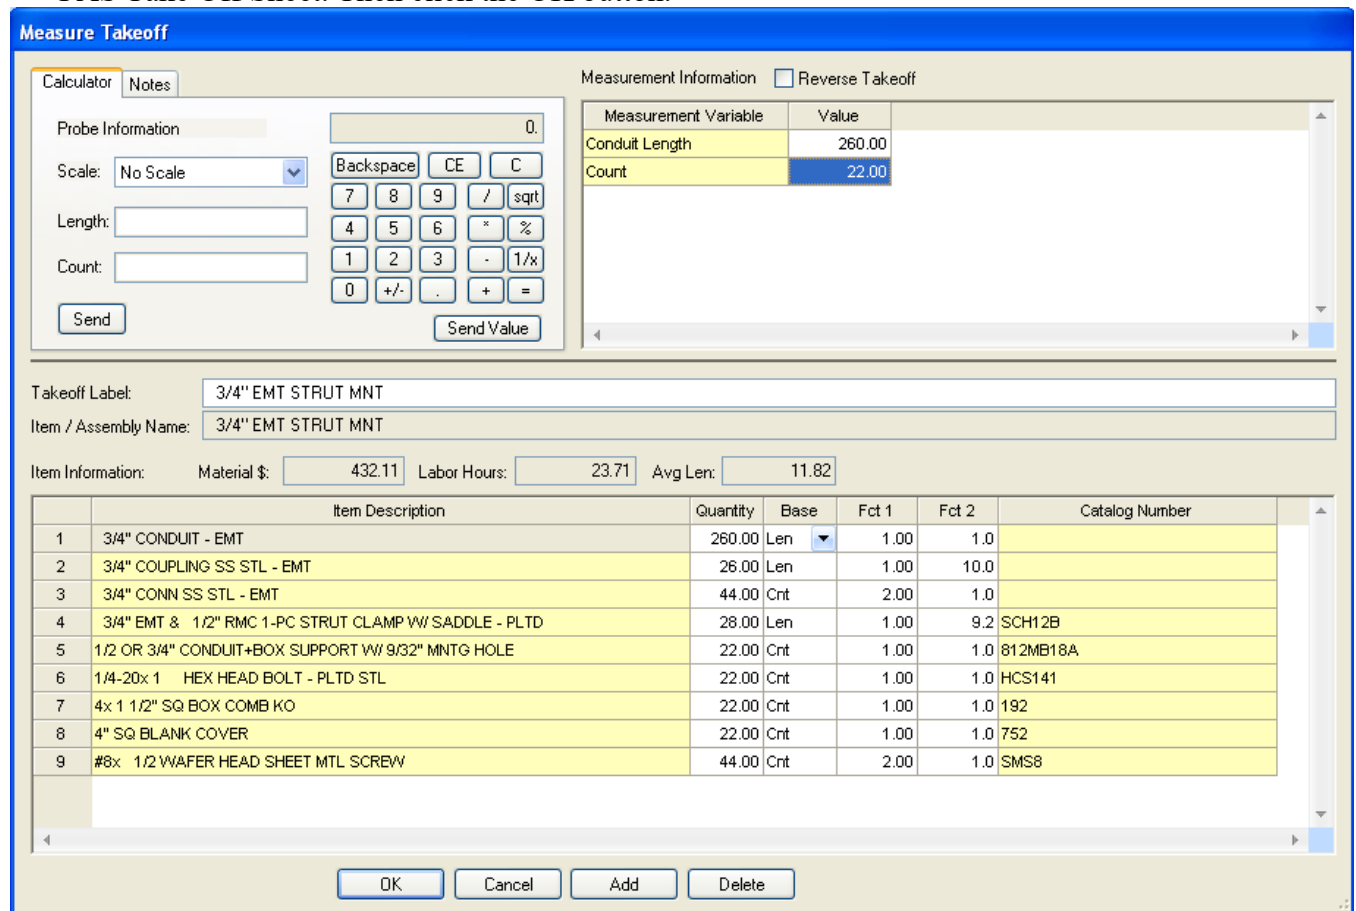 Measure Takeoff
Calculator Notes
Measurement Information Reverse Takeoff
Probe Information 0.
Measurement Variable Value
Conduit Length 260.00
Count 22.00
Scale: No Scale
Backspace CE C
7 8 9 / sqrt
Length:
4 5 6 * %
Count:
1 2 3 - 1/x
0 +/- . + =
Send
Send Value
Takeoff Label: 3/4" EMT STRUT MNT
Item / Assembly Name: 3/4" EMT STRUT MNT
Item Information: Material $: 432.11 Labor Hours: 23.71 Avg Len: 11.82
Item Description Quantity Base Fct 1 Fct 2 Catalog Number
1 3/4" CONDUIT - EMT 260.00 Len 1.00 1.0
2 3/4" COUPLING SS STL - EMT 26.00 Len 1.00 10.0
3 3/4" CONN SS STL - EMT 44.00 Cnt 2.00 1.0
4 3/4" EMT & 1/2" RMC 1-PC STRUT CLAMP W/ SADDLE - PLTD 28.00 Len 1.00 9.2 SCH12B
5 1/2 OR 3/4" CONDUIT+BOX SUPPORT W/ 9/32" MNTG HOLE 22.00 Cnt 1.00 1.0 812MB18A
6 1/4-20x 1 HEX HEAD BOLT - PLTD STL 22.00 Cnt 1.00 1.0 HCS141
7 4x 1 1/2" SQ BOX COMB KO 22.00 Cnt 1.00 1.0 192
8 4" SQ BLANK COVER 22.00 Cnt 1.00 1.0 752
9 #8x 1/2 WAFER HEAD SHEET MTL SCREW 44.00 Cnt 2.00 1.0 SMS8
OK Cancel Add Delete